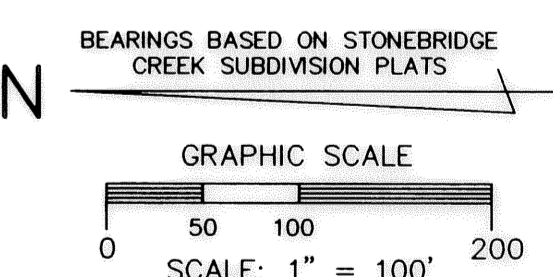 BEARINGS BASED ON STONEBRIDGE
CREEK SUBDIVISION PLATS
N
GRAPHIC SCALE
0 50 100 200
SCALE: 1" = 100'